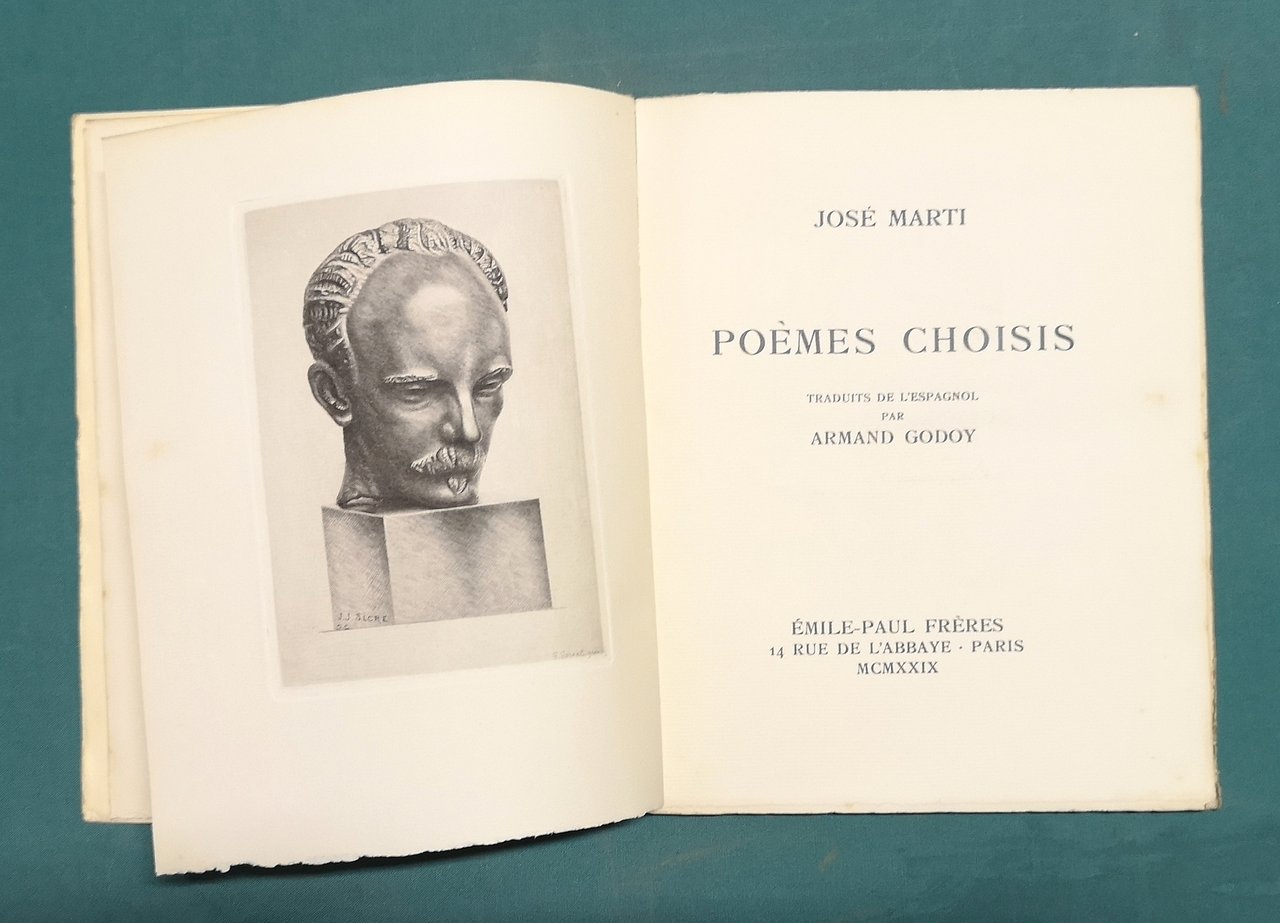 J. J. SICRE
JOSÉ MARTI
POÈMES CHOISIS
TRADUITS DE L'ESPAGNOL
PAR
ARMAND GODOY
ÉMILE-PAUL FRÈRES
14 RUE DE L'ABBAYE · PARIS
MCMXXIX